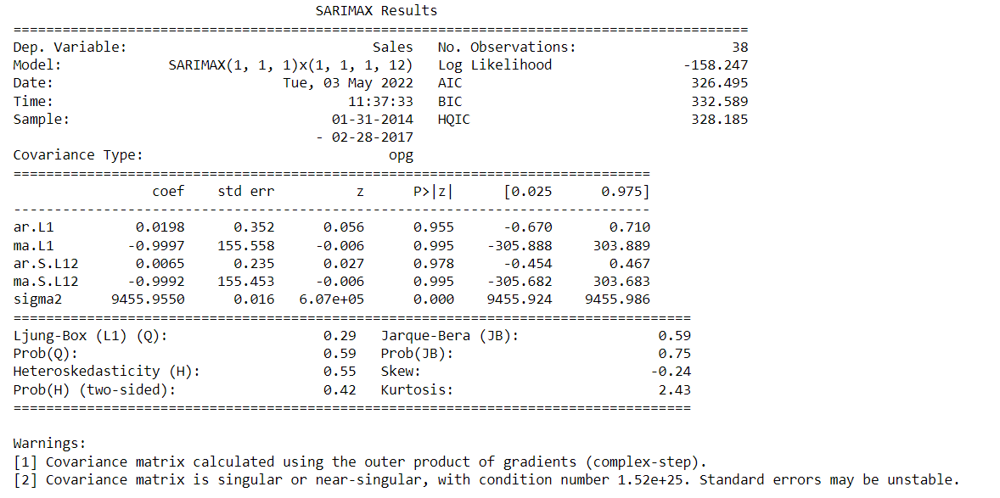 SARIMAX Results
==========================================================================================
Dep. Variable:                              Sales   No. Observations:                   38
Model:             SARIMAX(1, 1, 1)x(1, 1, 1, 12)   Log Likelihood                -158.247
Date:                            Tue, 03 May 2022   AIC                            326.495
Time:                                    11:37:33   BIC                            332.589
Sample:                                01-31-2014   HQIC                           328.185
                                     - 02-28-2017
Covariance Type:                              opg
==============================================================================
                 coef    std err          z      P>|z|      [0.025      0.975]
------------------------------------------------------------------------------
ar.L1          0.0198      0.352      0.056      0.955      -0.670       0.710
ma.L1         -0.9997    155.558     -0.006      0.995    -305.888     303.889
ar.S.L12       0.0065      0.235      0.027      0.978      -0.454       0.467
ma.S.L12      -0.9992    155.453     -0.006      0.995    -305.682     303.683
sigma2      9455.9550      0.016   6.07e+05      0.000    9455.924    9455.986
===================================================================================
Ljung-Box (L1) (Q):                   0.29   Jarque-Bera (JB):                 0.59
Prob(Q):                              0.59   Prob(JB):                         0.75
Heteroskedasticity (H):               0.55   Skew:                            -0.24
Prob(H) (two-sided):                  0.42   Kurtosis:                         2.43
===================================================================================
Warnings:
[1] Covariance matrix calculated using the outer product of gradients (complex-step).
[2] Covariance matrix is singular or near-singular, with condition number 1.52e+25. Standard errors may be unstable.